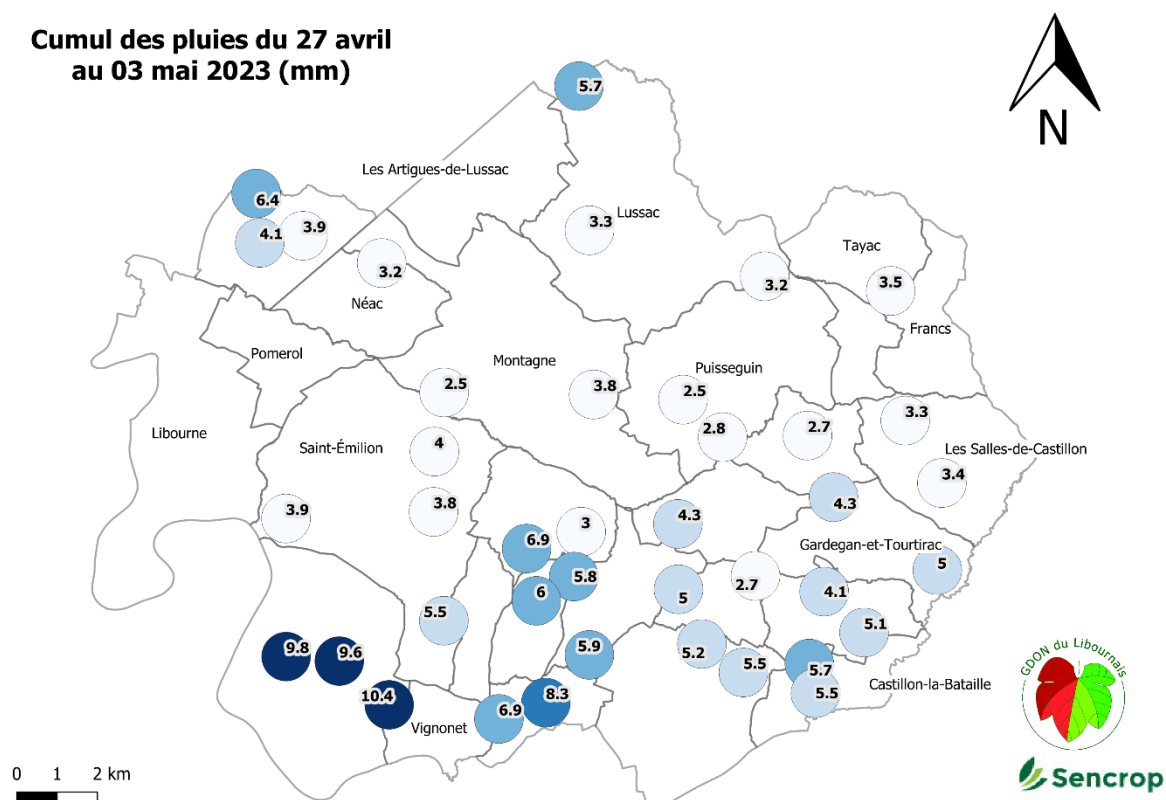 Cumul des pluies du 27 avril
au 03 mai 2023 (mm)
N
5.7
Les Artigues-de-Lussac
6.4
4.1
3.9
3.3
Lussac
3.2
Tayac
3.2
3.5
Néac
Francs
Pomerol
Montagne
Puisseguin
2.5
3.8
2.5
3.3
Libourne
2.8
2.7
Saint-Émilion
4
Les Salles-de-Castillon
3.4
3.9
3.8
4.3
4.3
3
6.9
Gardegan-et-Tourtirac
5
5.8
2.7
6
5
4.1
5.5
5.1
9.8
9.6
5.9
5.2
5.5
5.7
Castillon-la-Bataille
5.5
10.4
8.3
6.9
Vignonet
GDON du Libournais
0 1 2 km
Sencrop